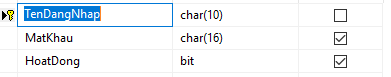 TenDangNhap char(10)
MatKhau char(16)
HoatDong bit